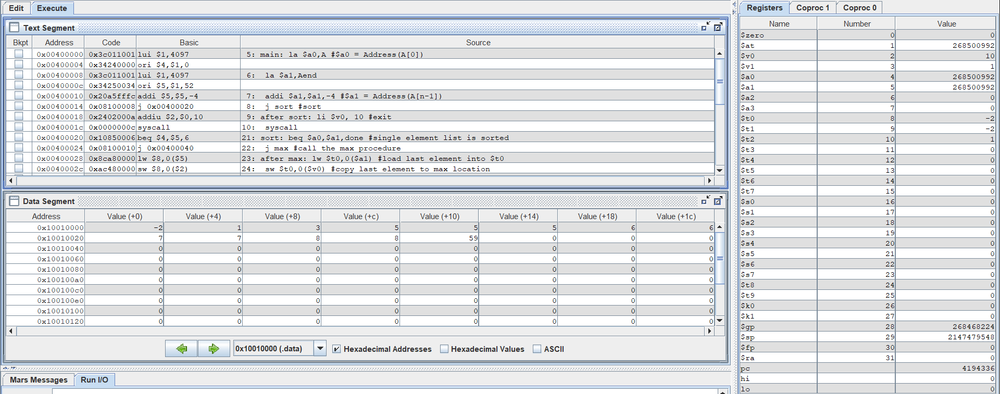 Edit Execute
Text Segment
Bkpt Address Code Basic Source
0x00400000 0x3c011001 lui $1,4097 5: main: la $a0,A #$a0 = Address(A[0])
0x00400004 0x34240000 ori $4,$1,0
0x00400008 0x3c011001 lui $1,4097 6: la $a1,Aend
0x0040000c 0x34250034 ori $5,$1,52
0x00400010 0x20a5fffc addi $5,$5,-4 7: addi $a1,$a1,-4 #$a1 = Address(A[n-1])
0x00400014 0x08100008 j 0x00400020 8: j sort #sort
0x00400018 0x2402000a addiu $2,$0,10 9: after sort: li $v0, 10 #exit
0x0040001c 0x0000000c syscall 10: syscall
0x00400020 0x10850006 beq $4,$5,6 21: sort: beq $a0,$a1,done #single element list is sorted
0x00400024 0x08100010 j 0x00400040 22: j max #call the max procedure
0x00400028 0x8ca80000 lw $8,0($5) 23: after max: lw $t0,0($a1) #load last element into $t0
0x0040002c 0xac480000 sw $8,0($2) 24: sw $t0,0($v0) #copy last element to max location
Data Segment
Address Value (+0) Value (+4) Value (+8) Value (+c) Value (+10) Value (+14) Value (+18) Value (+1c)
0x10010000 -2 1 3 5 5 5 6 6
0x10010020 7 7 8 8 59 0 0 0
0x10010040 0 0 0 0 0 0 0 0
0x10010060 0 0 0 0 0 0 0 0
0x10010080 0 0 0 0 0 0 0 0
0x100100a0 0 0 0 0 0 0 0 0
0x100100c0 0 0 0 0 0 0 0 0
0x100100e0 0 0 0 0 0 0 0 0
0x10010100 0 0 0 0 0 0 0 0
0x10010120 0 0 0 0 0 0 0 0
0x10010000 (.data) Hexadecimal Addresses Hexadecimal Values ASCII
Mars Messages Run I/O
Registers Coproc 1 Coproc 0
Name Number Value
$zero 0 0
$at 1 268500992
$v0 2 10
$v1 3 1
$a0 4 268500992
$a1 5 268500992
$a2 6 0
$a3 7 0
$t0 8 -2
$t1 9 -2
$t2 10 1
$t3 11 0
$t4 12 0
$t5 13 0
$t6 14 0
$t7 15 0
$s0 16 0
$s1 17 0
$s2 18 0
$s3 19 0
$s4 20 0
$s5 21 0
$s6 22 0
$s7 23 0
$t8 24 0
$t9 25 0
$k0 26 0
$k1 27 0
$gp 28 268468224
$sp 29 2147479548
$fp 30 0
$ra 31 0
pc 4194336
hi 0
lo 0